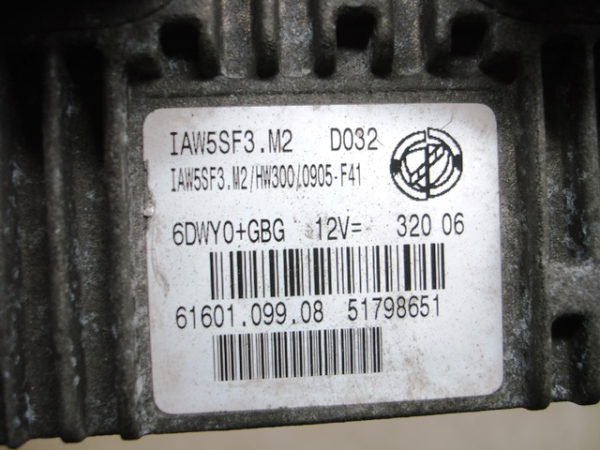 IAW5SF3.M2 D032
IAW5SF3.M2/HW300/0905-F41
6DWY0+GBG 12V= 320 06
61601.099.08 51798651